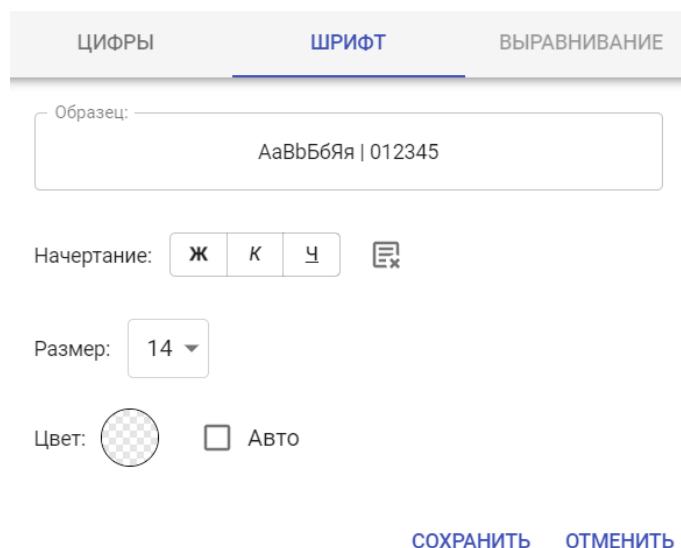 ЦИФРЫ ШРИФТ ВЫРАВНИВАНИЕ
Образец:
AaBbБбЯя | 012345
Начертание: Ж К Ч
Размер: 14
Цвет: Авто
СОХРАНИТЬ ОТМЕНИТЬ